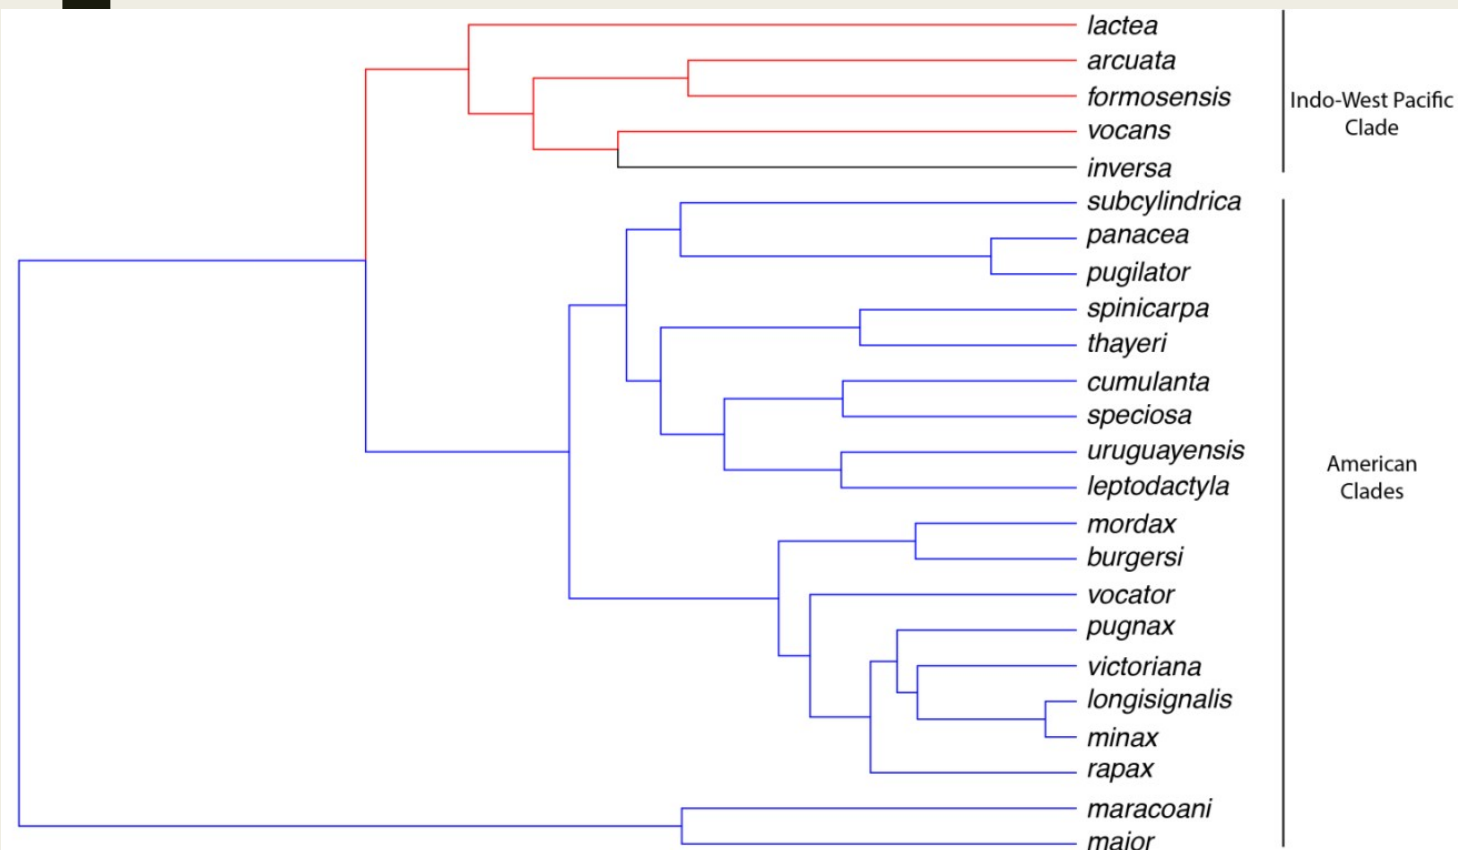 lactea
arcuata
formosensis
vocans
inversa
Indo-West Pacific
Clade
subcylindrica
panacea
pugilator
spinicarpa
thayeri
cumulanta
speciosa
uruguayensis
leptodactyla
American
Clades
mordax
burgersi
vocator
pugnax
victoriana
longisignalis
minax
rapax
maracoani
major